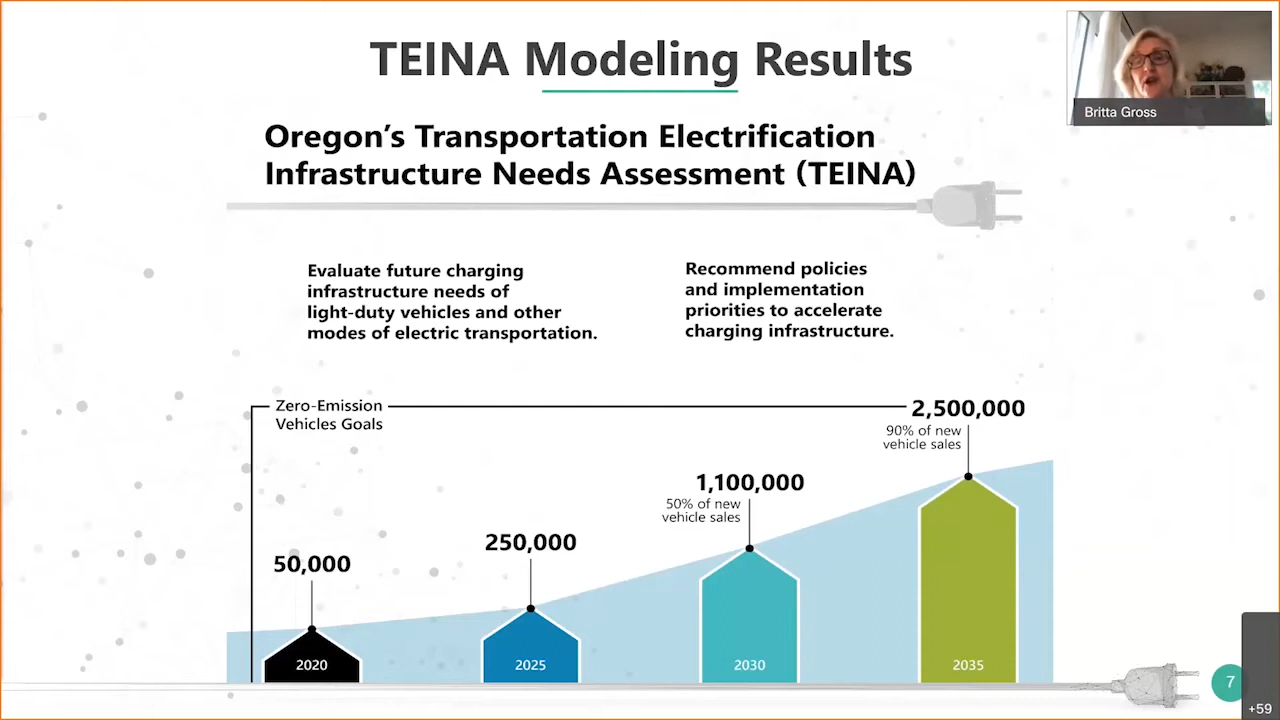 TEINA Modeling Results
Britta Gross
Oregon’s Transportation Electrification
Infrastructure Needs Assessment (TEINA)
Evaluate future charging
infrastructure needs of
light-duty vehicles and other
modes of electric transportation.
Recommend policies
and implementation
priorities to accelerate
charging infrastructure.
Zero-Emission
Vehicles Goals
2,500,000
90% of new
vehicle sales
1,100,000
50% of new
vehicle sales
250,000
50,000
2020
2025
2030
2035
7
+59